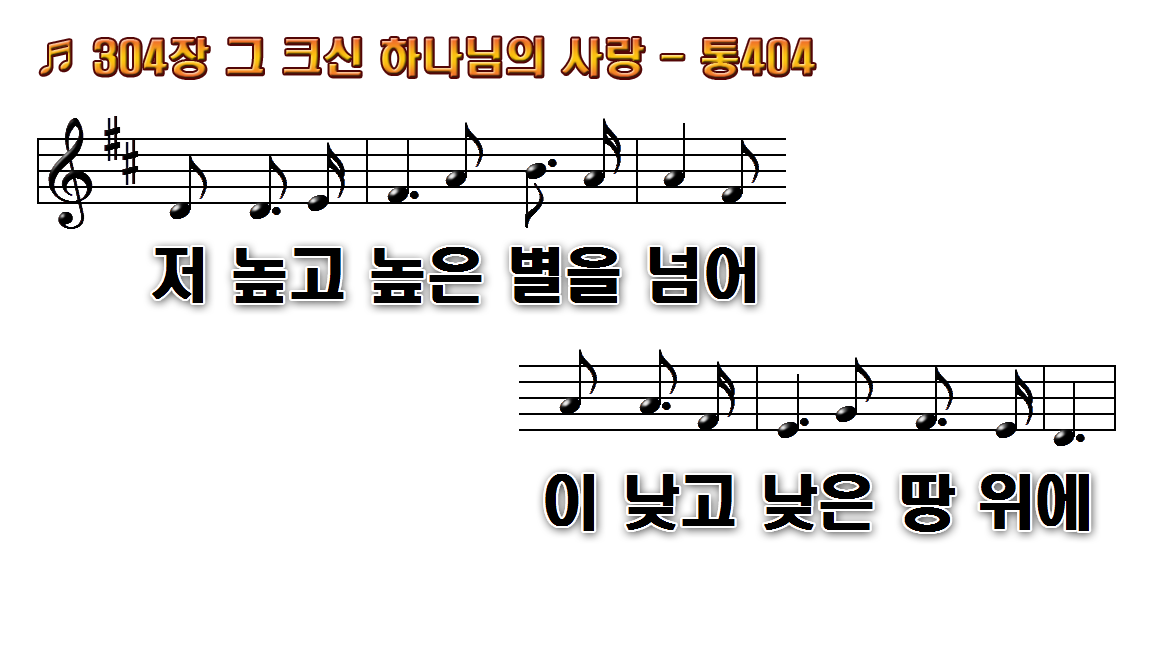 ♬ 304장 그 크신 하나님의 사랑 - 통404
저 높고 높은 별을 넘어
이 낮고 낮은 땅 위에